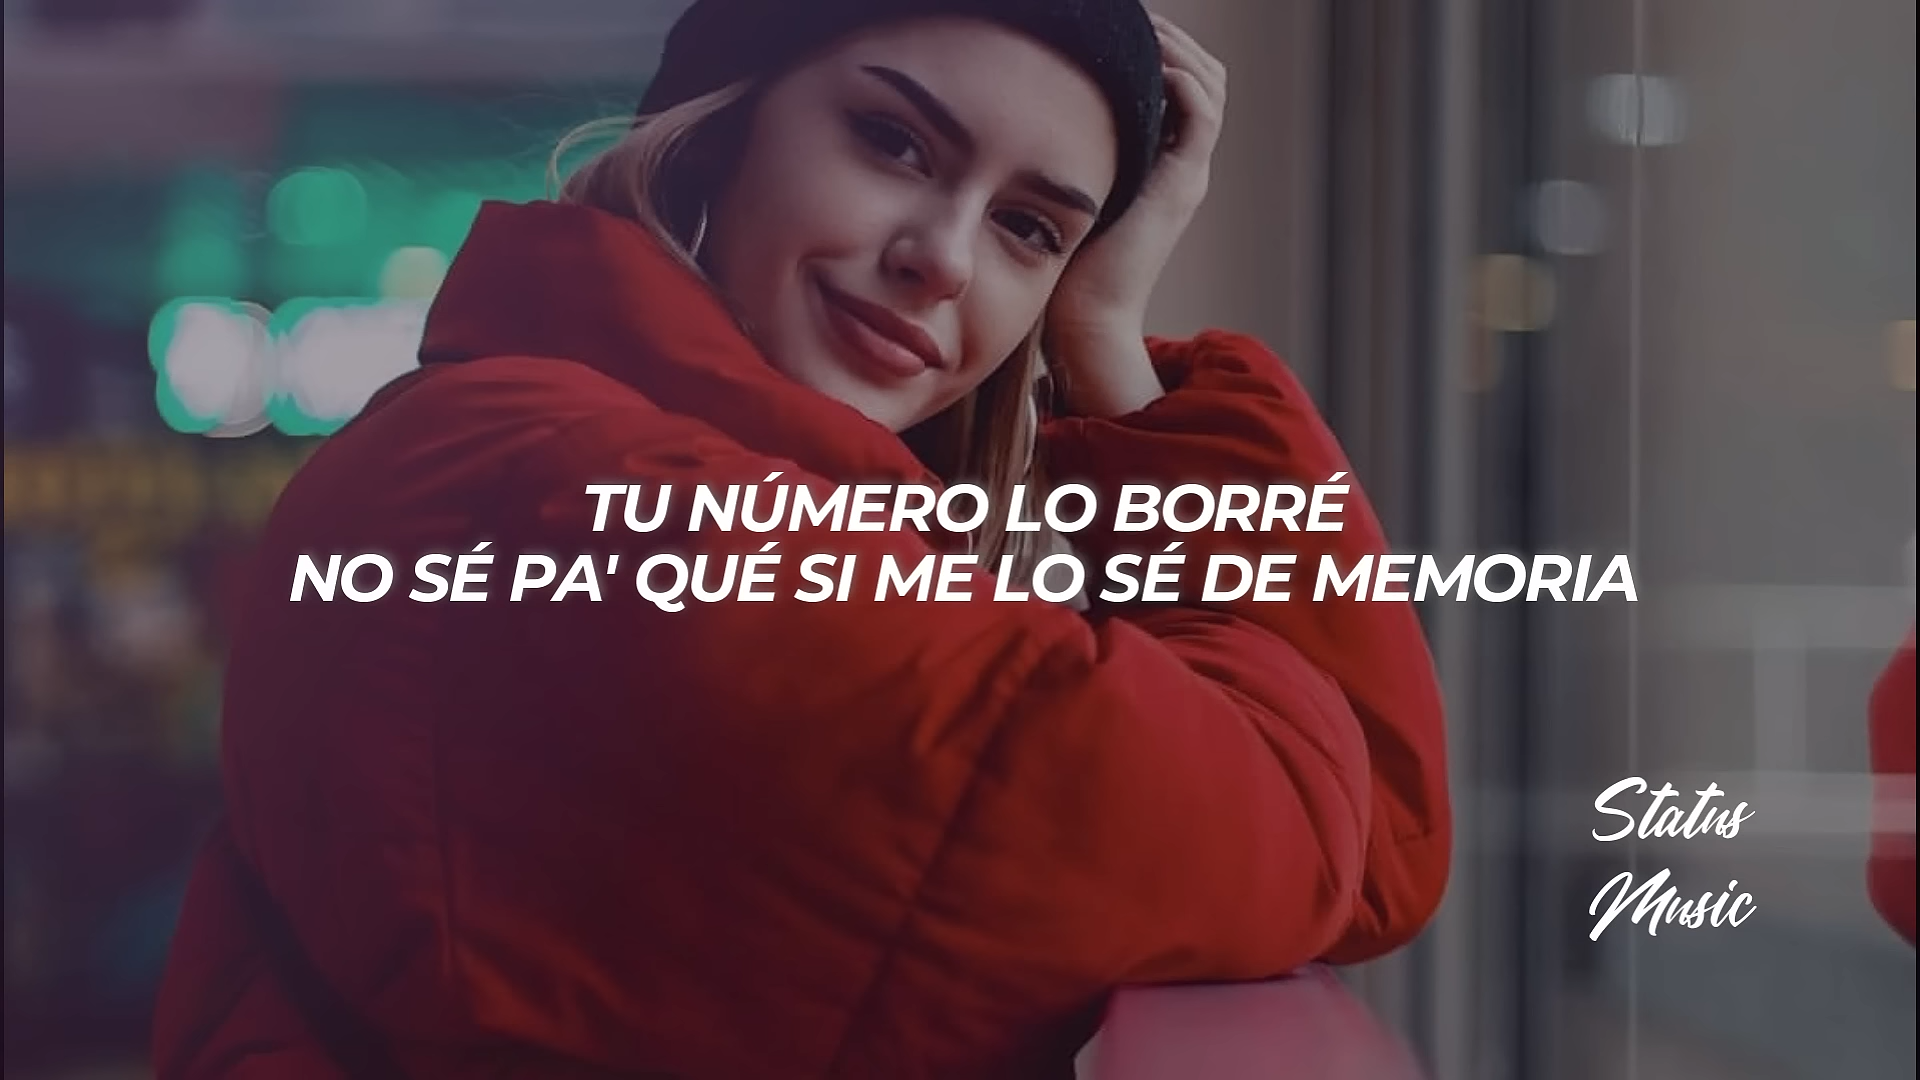 TU NÚMERO LO BORRÉ
NO SÉ PA' QUÉ SI ME LO SÉ DE MEMORIA
Status
Music